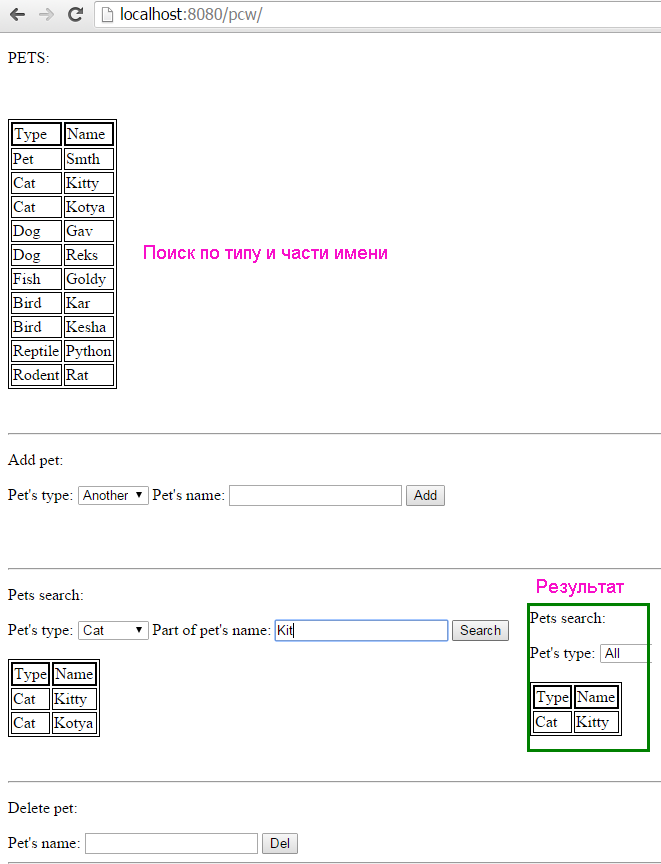 localhost:8080/pcw/
PETS:
Type Name
Pet Smth
Cat Kitty
Cat Kotya
Dog Gav
Dog Reks
Fish Goldy
Bird Kar
Bird Kesha
Reptile Python
Rodent Rat
Поиск по типу и части имени
Add pet:
Pet's type: Another Pet's name: Add
Pets search:
Pet's type: Cat Part of pet's name: Kit Search
Type Name
Cat Kitty
Cat Kotya
Результат
Pets search:
Pet's type: All
Type Name
Cat Kitty
Delete pet:
Pet's name: Del